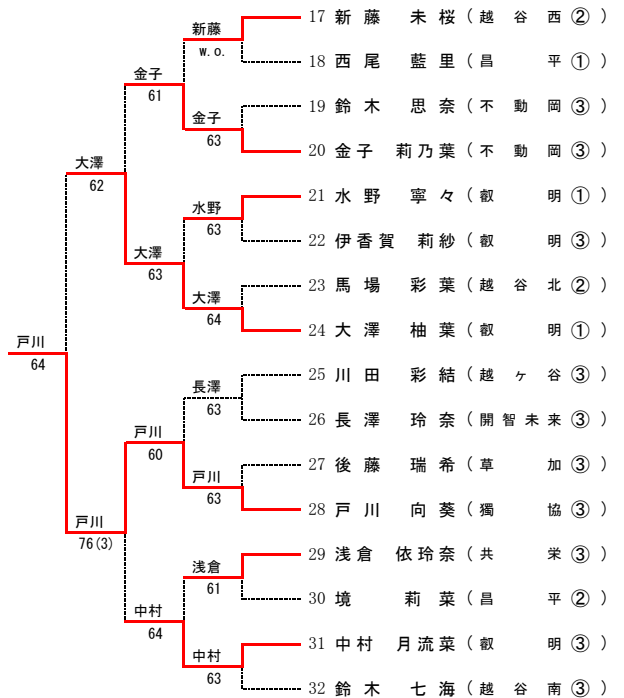 17 新藤 未桜 (越谷西 ②)
新藤
w.o.
18 西尾 藍里 (昌平 ①)
金子
61
19 鈴木 思奈 (不動岡 ③)
金子
63
20 金子 莉乃葉 (不動岡 ③)
大澤
62
21 水野 寧々 (叡明 ①)
水野
63
22 伊香賀 莉紗 (叡明 ③)
大澤
63
23 馬場 彩葉 (越谷北 ②)
大澤
64
24 大澤 柚葉 (叡明 ①)
戸川
64
25 川田 彩結 (越ヶ谷 ③)
長澤
63
26 長澤 玲奈 (開智未来 ③)
戸川
60
27 後藤 瑞希 (草加 ③)
戸川
63
28 戸川 向葵 (獨協 ③)
戸川
76(3)
29 浅倉 依玲奈 (共栄 ③)
浅倉
61
30 境 莉菜 (昌平 ②)
中村
64
31 中村 月流菜 (叡明 ③)
中村
63
32 鈴木 七海 (越谷南 ③)